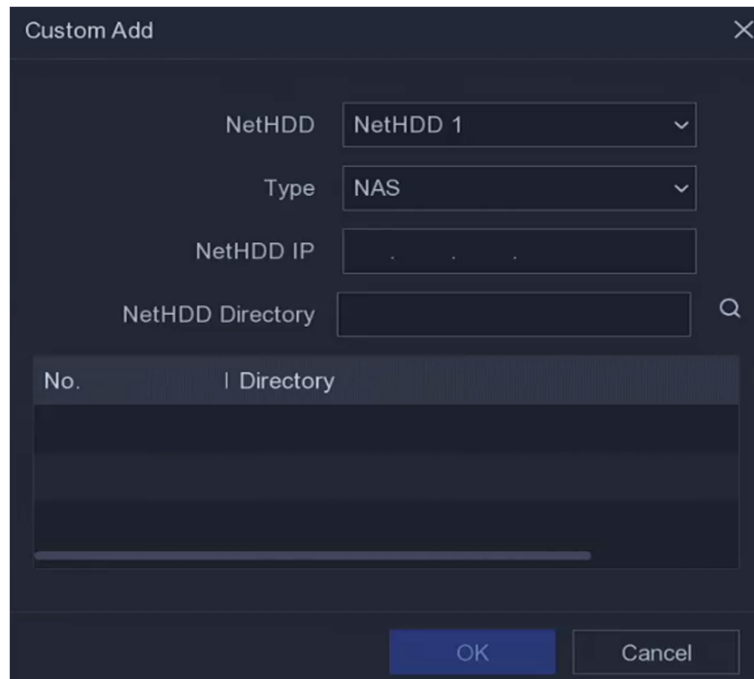 Custom Add
NetHDD NetHDD 1
Type NAS
NetHDD IP . . .
NetHDD Directory
No. | Directory
OK Cancel